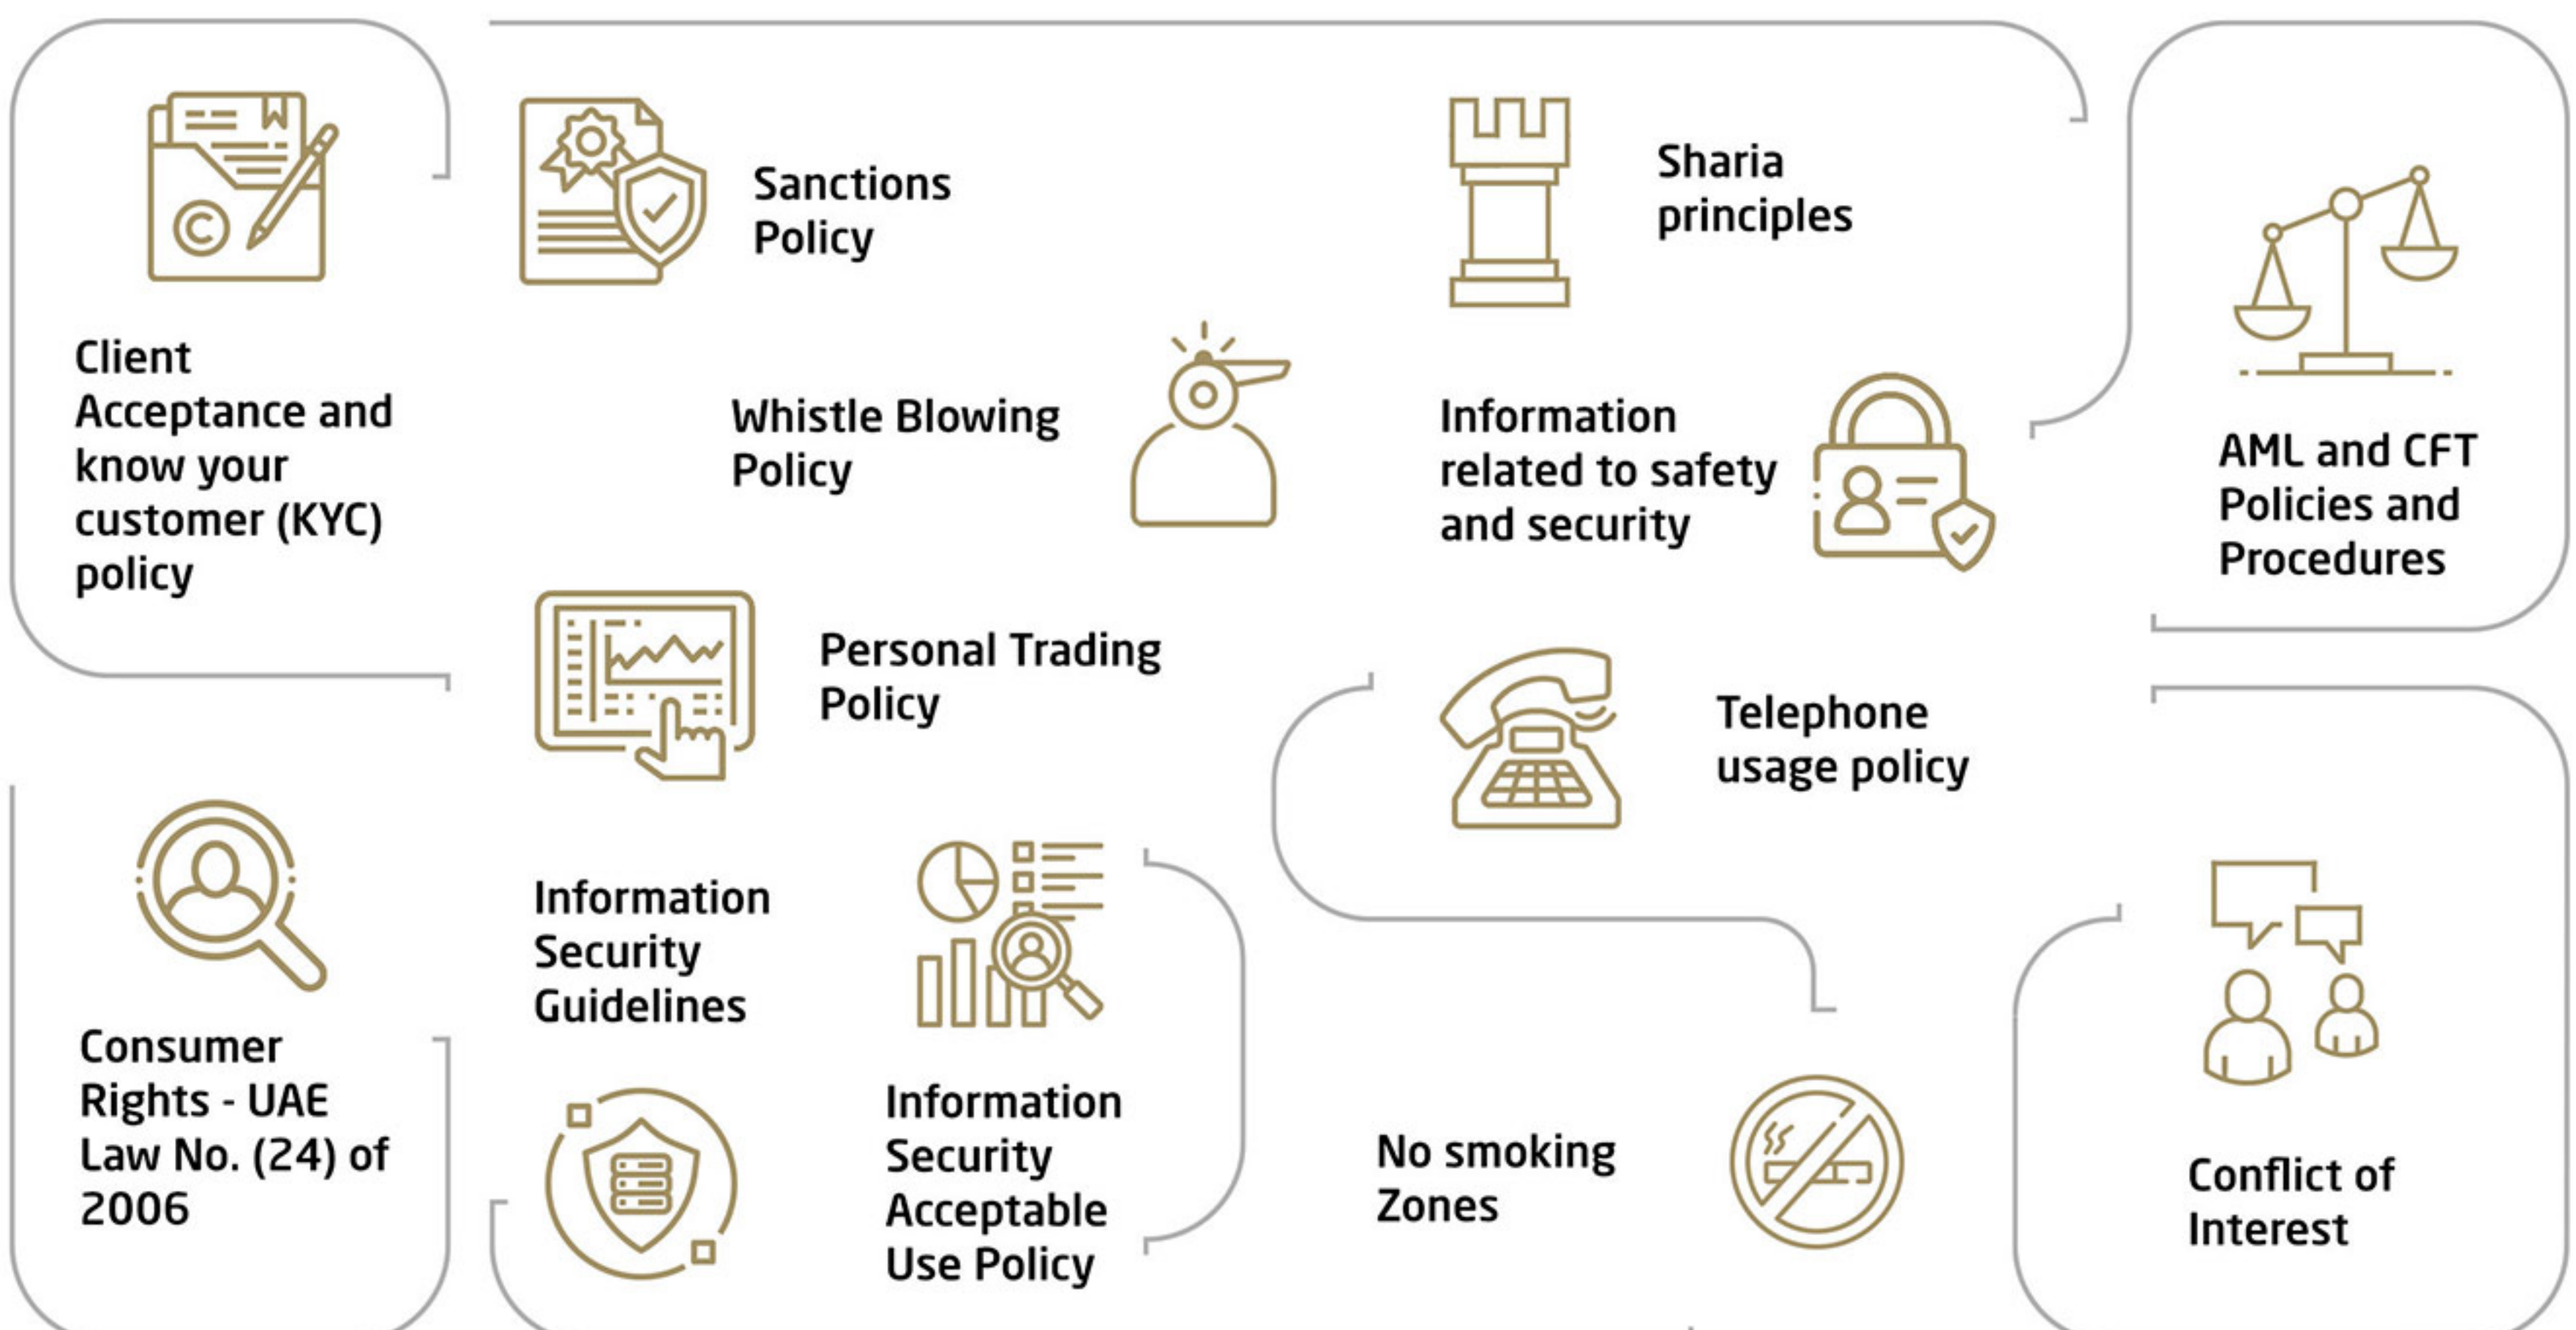 Client
Acceptance and
know your
customer (KYC)
policy
Sanctions
Policy
Sharia
principles
AML and CFT
Policies and
Procedures
Whistle Blowing
Policy
Information
related to safety
and security
Personal Trading
Policy
Telephone
usage policy
Consumer
Rights - UAE
Law No. (24) of
2006
Information
Security
Guidelines
Information
Security
Acceptable
Use Policy
No smoking
Zones
Conflict of
Interest